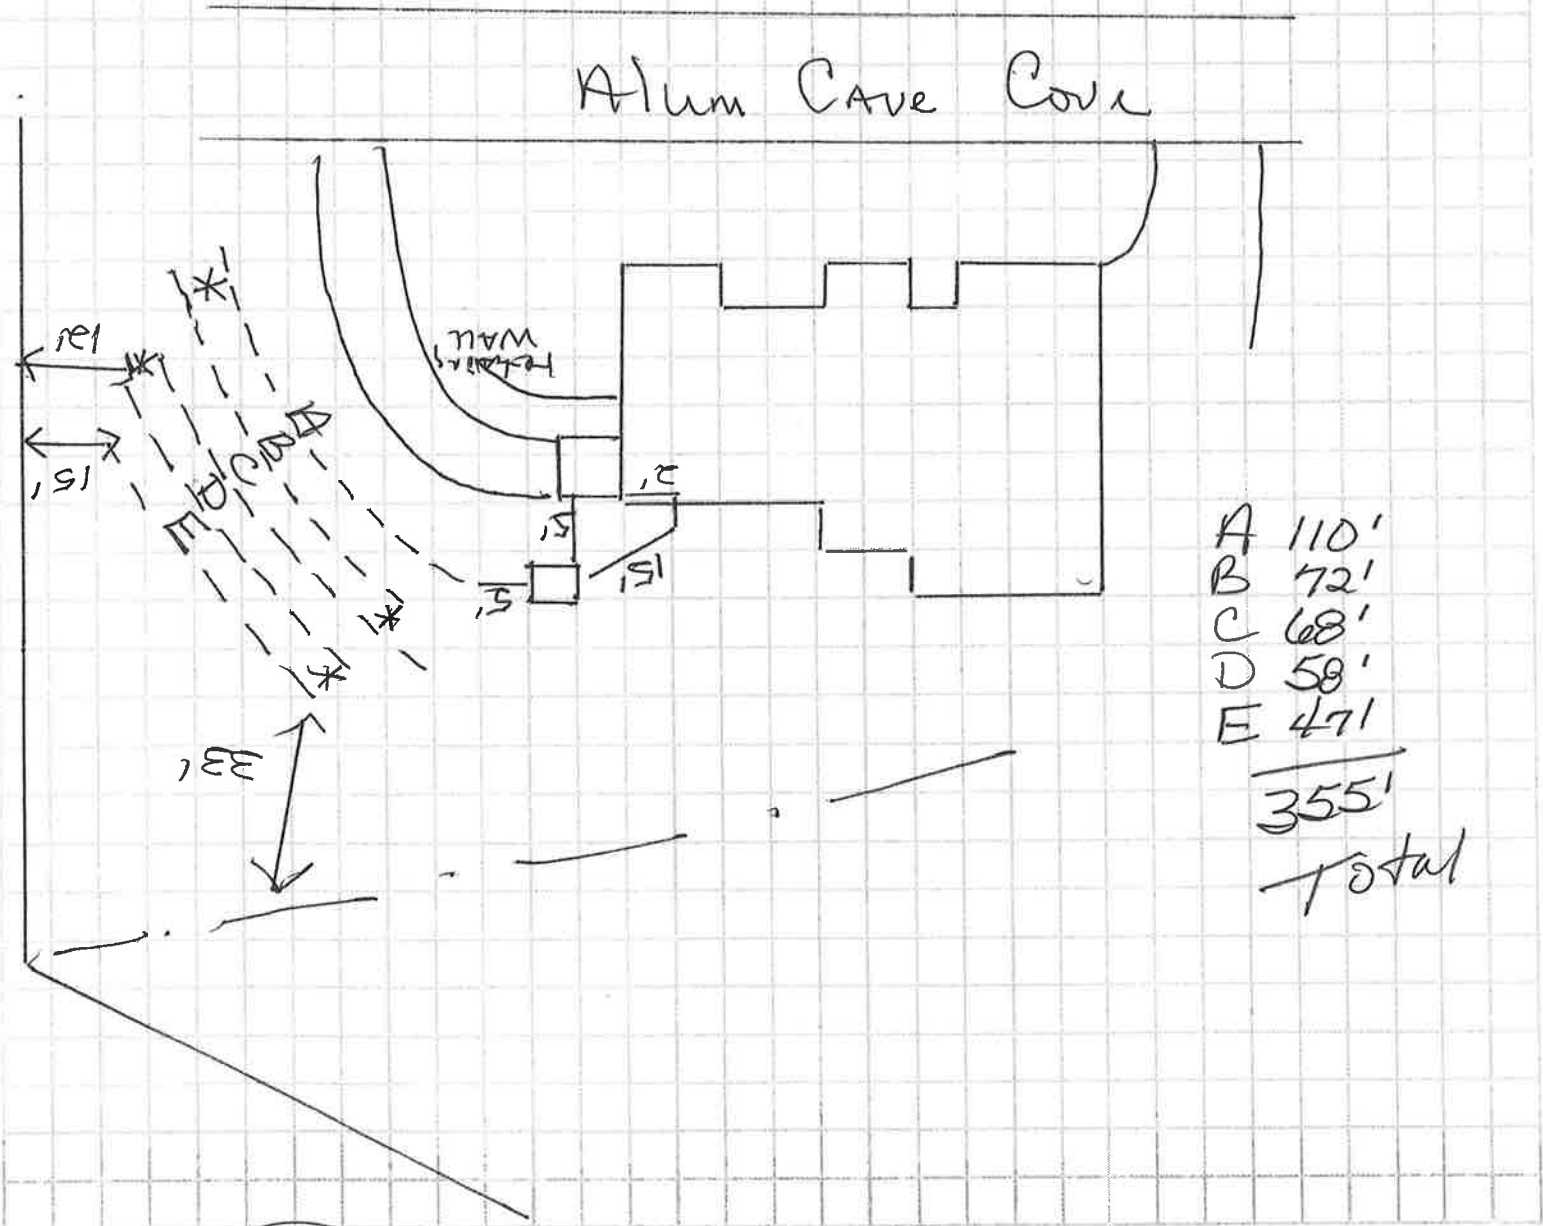 Alum Cave Cove
retaining
WALL
12'
15'
A
B
C
D
E
2'
5'
15'
5'
33'
A 110'
B 72'
C 68'
D 58'
E 47'
355'
Total